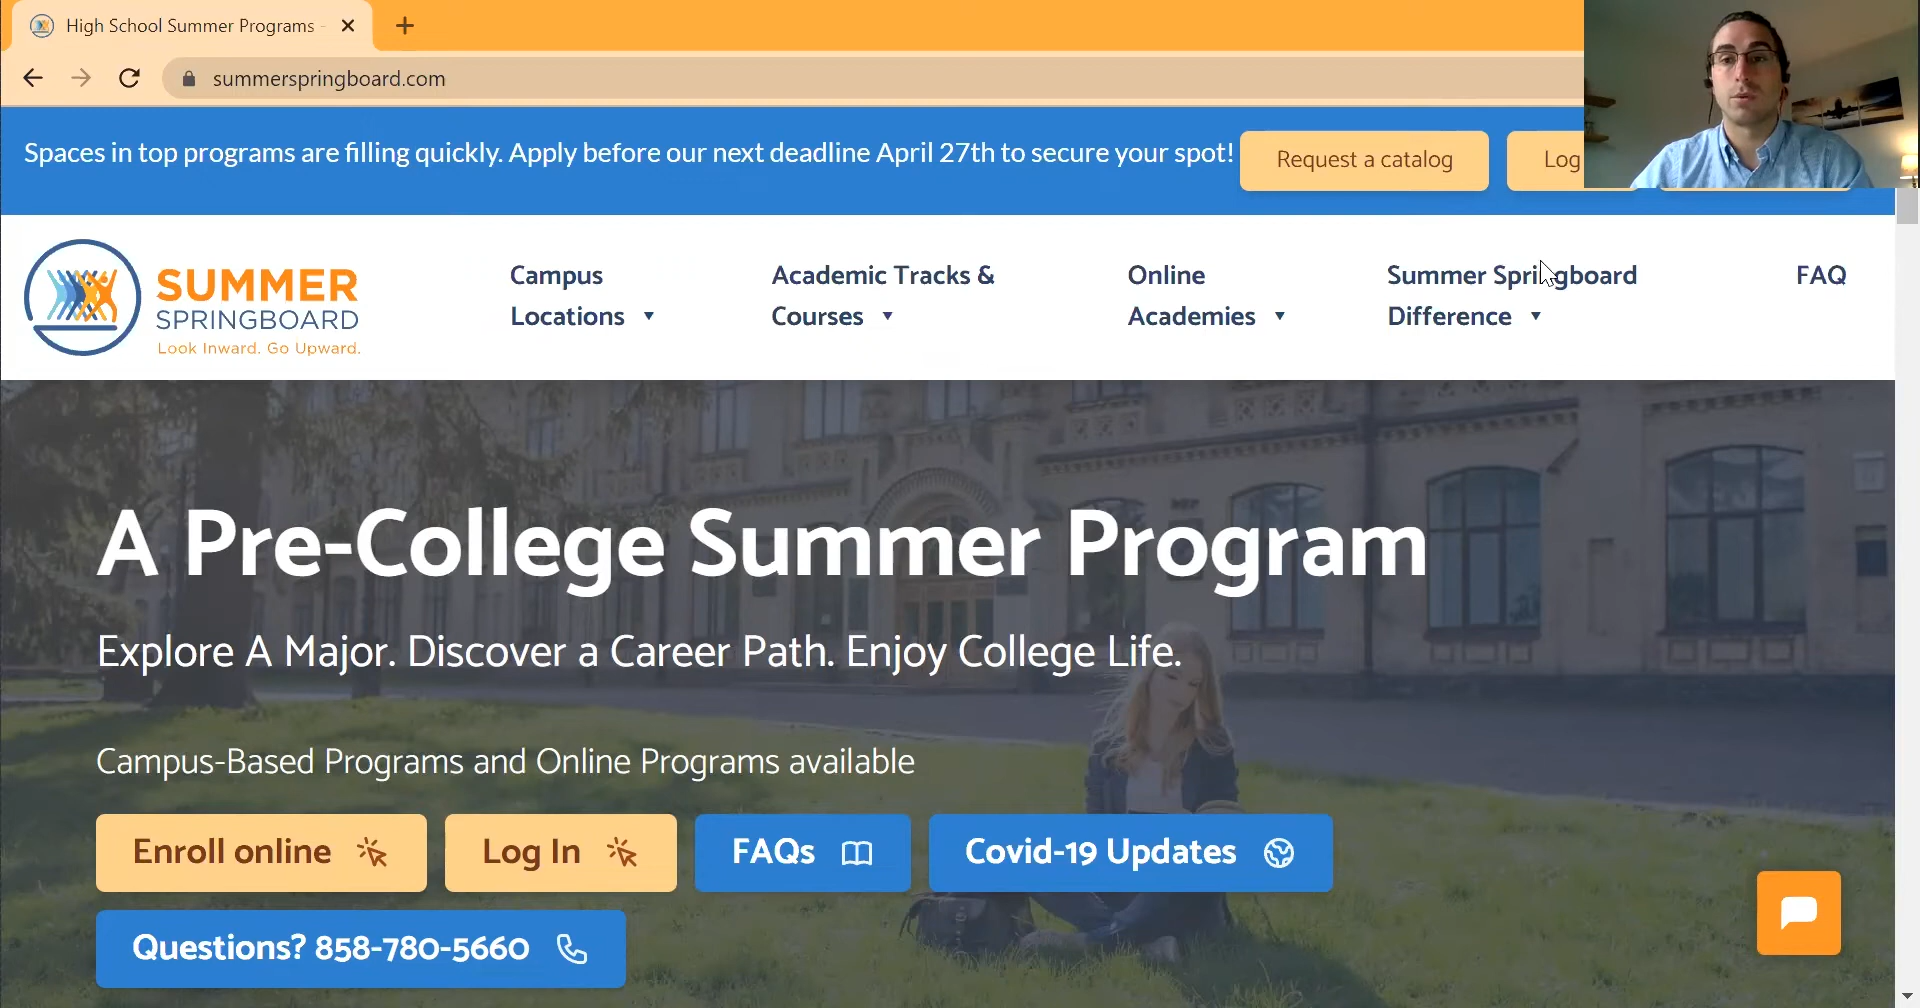 High School Summer Programs -
summerspringboard.com
Spaces in top programs are filling quickly. Apply before our next deadline April 27th to secure your spot!
Request a catalog
Log
SUMMER
SPRINGBOARD
Look Inward. Go Upward.
Campus
Locations
Academic Tracks &
Courses
Online
Academies
Summer Springboard
Difference
FAQ
A Pre-College Summer Program
Explore A Major. Discover a Career Path. Enjoy College Life.
Campus-Based Programs and Online Programs available
Enroll online
Log In
FAQs
Covid-19 Updates
Questions? 858-780-5660